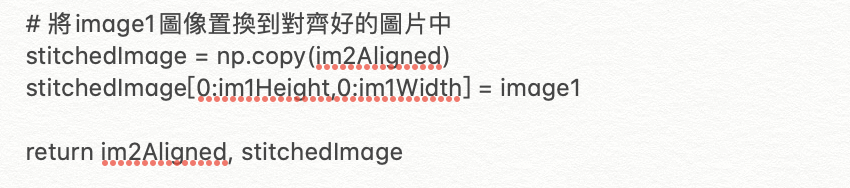 # 將image1圖像置換到對齊好的圖片中
stitchedImage = np.copy(im2Aligned)
stitchedImage[0:im1Height,0:im1Width] = image1
return im2Aligned, stitchedImage